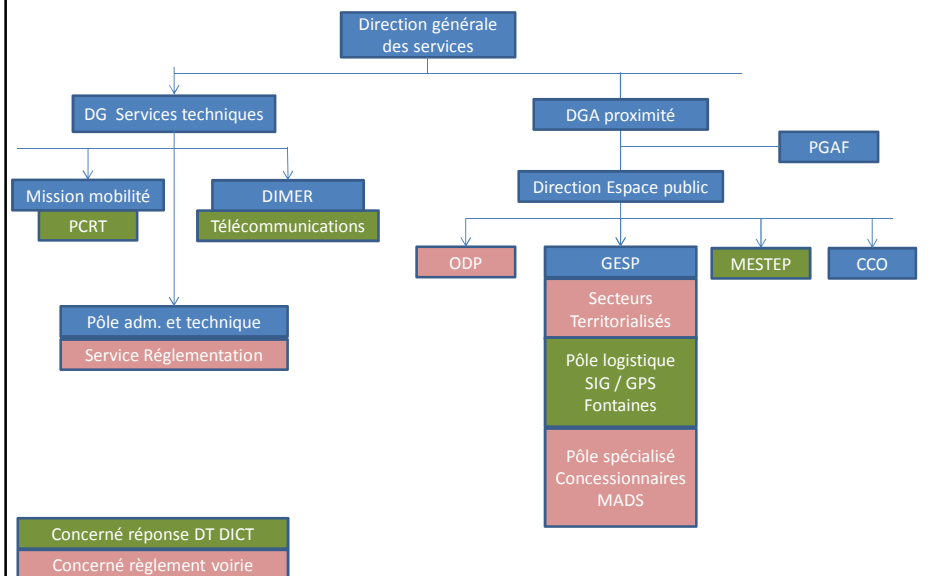 Direction générale
des services
DG Services techniques
DGA proximité
PGAF
Mission mobilité
PCRT
DIMER
Télécommunications
Direction Espace public
ODP
GESP
MESTEP
CCO
Secteurs
Territorialisés
Pôle adm. et technique
Service Réglementation
Pôle logistique
SIG / GPS
Fontaines
Pôle spécialisé
Concessionnaires
MADS
Concerné réponse DT DICT
Concerné règlement voirie